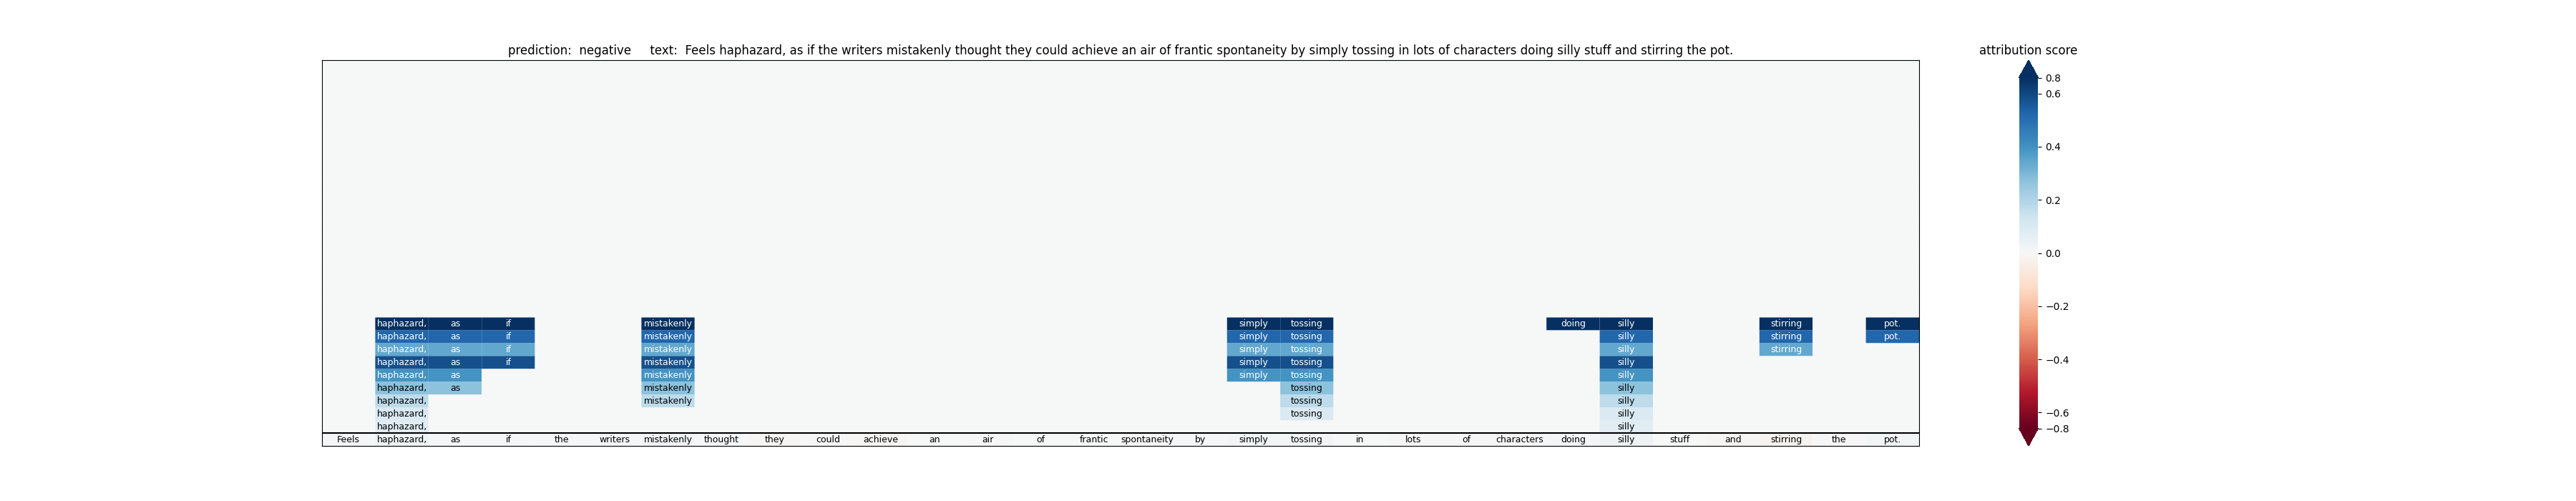 prediction:  negative     text:  Feels haphazard, as if the writers mistakenly thought they could achieve an air of frantic spontaneity by simply tossing in lots of characters doing silly stuff and stirring the pot.
attribution score
0.8
0.6
0.4
0.2
0.0
−0.2
−0.4
−0.6
−0.8
haphazard, as if mistakenly simply tossing doing silly stirring pot.
haphazard, as if mistakenly simply tossing silly stirring pot.
haphazard, as if mistakenly simply tossing silly stirring
haphazard, as if mistakenly simply tossing silly
haphazard, as mistakenly simply tossing silly
haphazard, as mistakenly tossing silly
haphazard, mistakenly tossing silly
haphazard, tossing silly
haphazard, silly
Feels haphazard, as if the writers mistakenly thought they could achieve an air of frantic spontaneity by simply tossing in lots of characters doing silly stuff and stirring the pot.